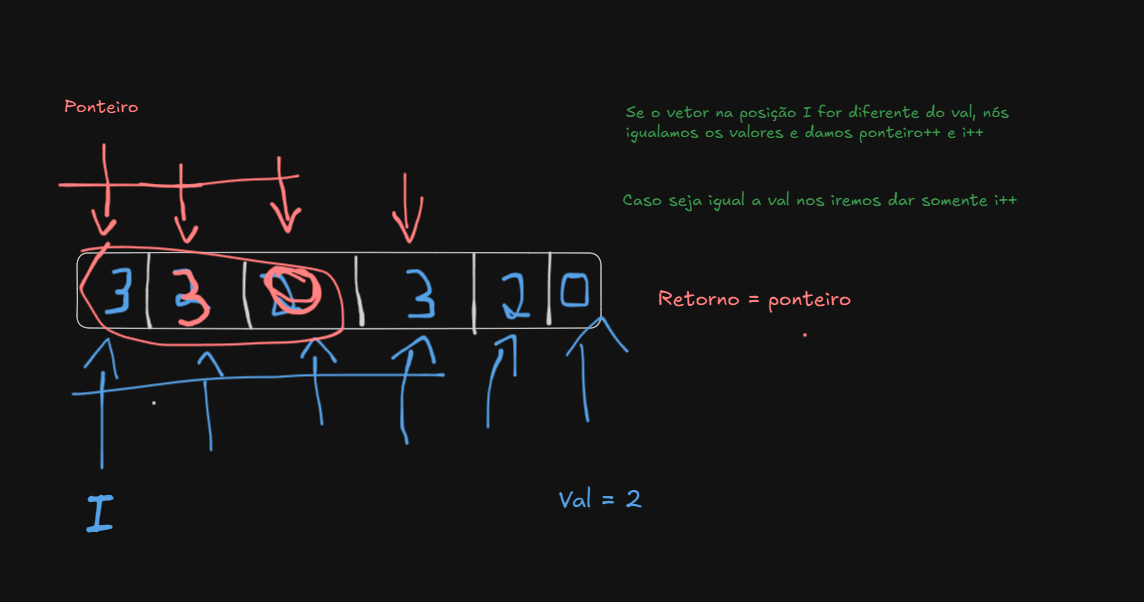 Ponteiro
Se o vetor na posição I for diferente do val, nós
igualamos os valores e damos ponteiro++ e i++
Caso seja igual a val nos iremos dar somente i++
3 3 3 2 0
Retorno = ponteiro
I
Val = 2